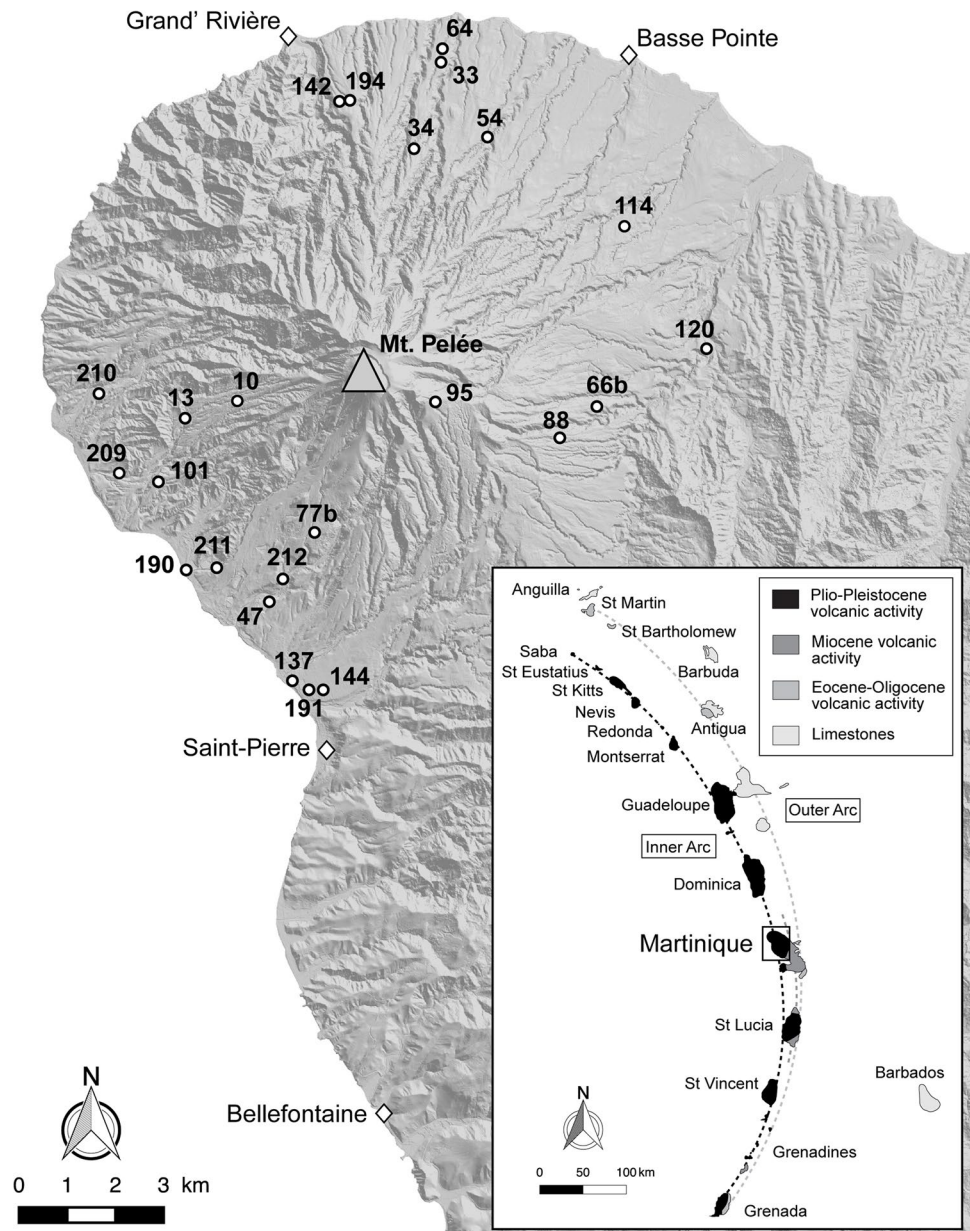 Grand' Rivière
64
Basse Pointe
33
142
194
54
34
114
120
Mt. Pelée
210
10
13
95
66b
88
209
101
77b
190
211
212
47
137
144
191
Saint-Pierre
Bellefontaine
N
0 1 2 3 km
Anguilla
St Martin
St Bartholomew
Saba
Barbuda
St Eustatius
St Kitts
Nevis
Antigua
Redonda
Montserrat
Guadeloupe
Outer Arc
Inner Arc
Dominica
Martinique
St Lucia
St Vincent
Barbados
Grenadines
Grenada
N
0 50 100 km
Plio-Pleistocene
volcanic activity
Miocene volcanic
activity
Eocene-Oligocene
volcanic activity
Limestones